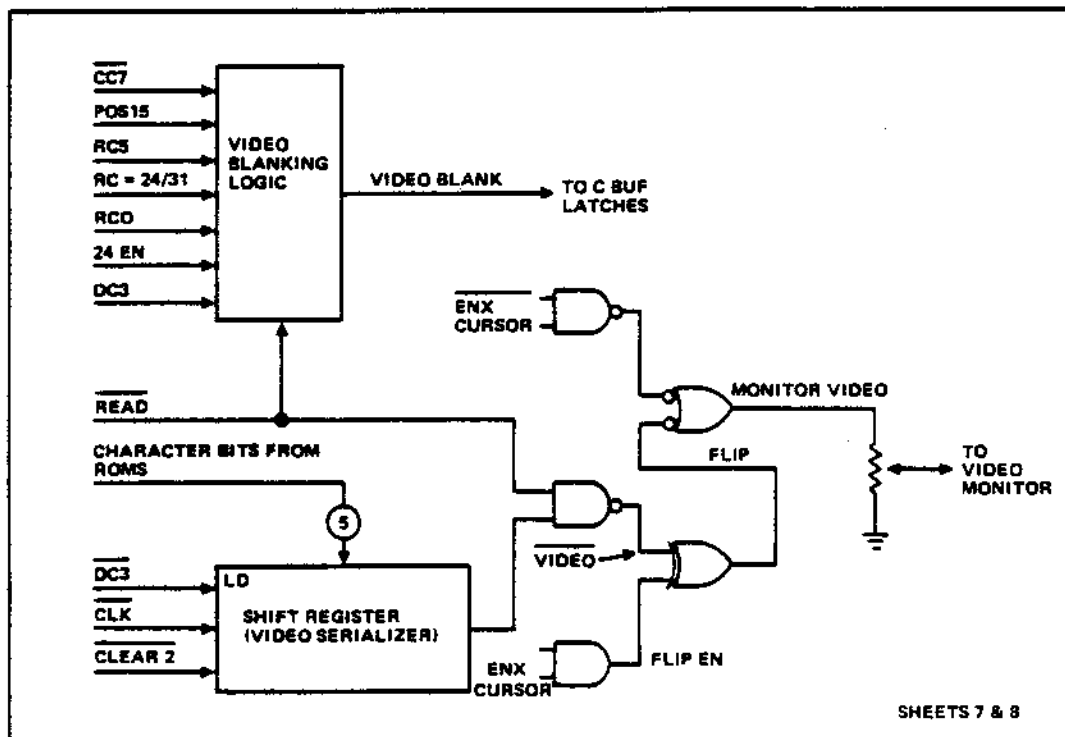 CC7
POS15
RC5
RC = 24/31
RC0
24 EN
DC3
VIDEO
BLANKING
LOGIC
VIDEO BLANK
TO C BUF
LATCHES
ENX
CURSOR
READ
MONITOR VIDEO
CHARACTER BITS FROM
ROMS
FLIP
TO
VIDEO
MONITOR
5
VIDEO
DC3
LD
CLK
SHIFT REGISTER
(VIDEO SERIALIZER)
CLEAR 2
ENX
CURSOR
FLIP EN
SHEETS 7 & 8